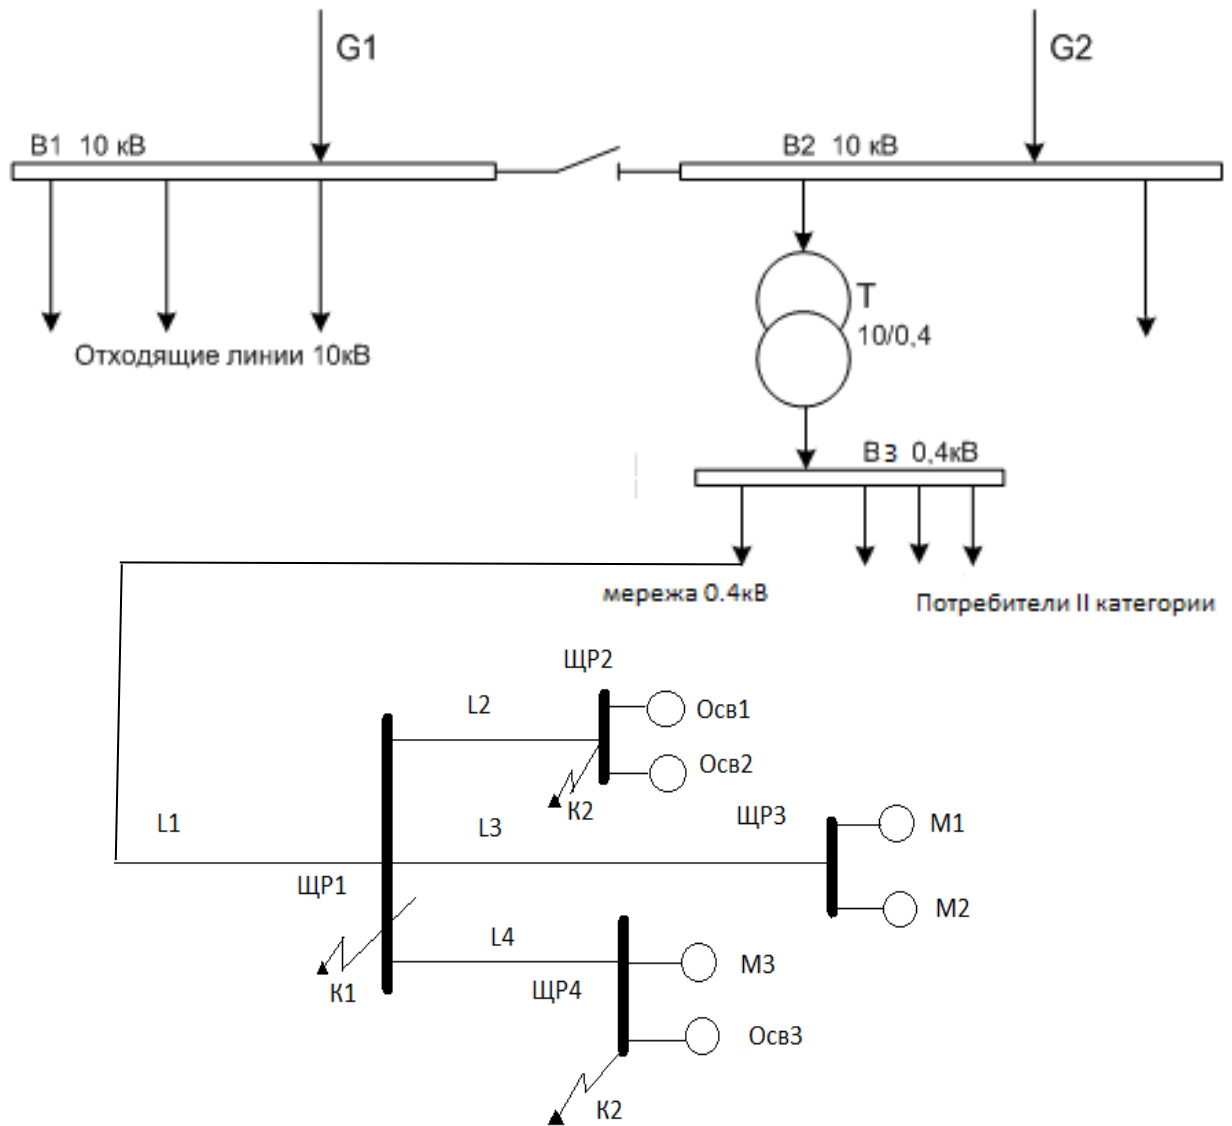 G1
G2
В1 10 кВ
В2 10 кВ
Т
10/0,4
Отходящие линии 10кВ
В3 0,4кВ
мережа 0.4кВ
Потребители II категории
ЩР2
L2
Осв1
Осв2
К2
L1
L3
ЩР3
М1
ЩР1
М2
L4
М3
К1
ЩР4
Осв3
К2